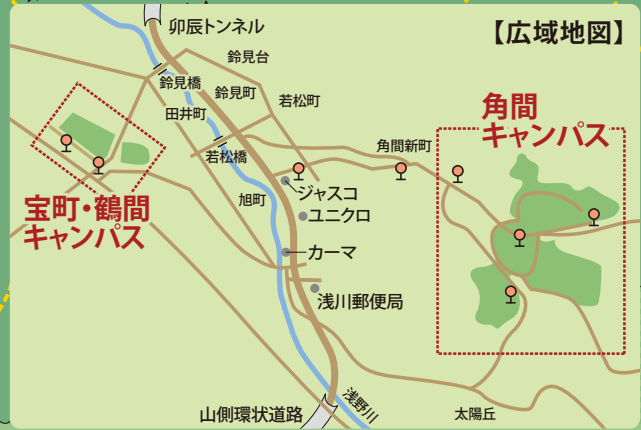 卯辰トンネル
【広域地図】
鈴見台
鈴見橋
鈴見町
若松町
田井町
角間
キャンパス
若松橋
角間新町
旭町
ジャスコ
ユニクロ
宝町・鶴間
キャンパス
カーマ
浅川郵便局
浅野川
山側環状道路
太陽丘